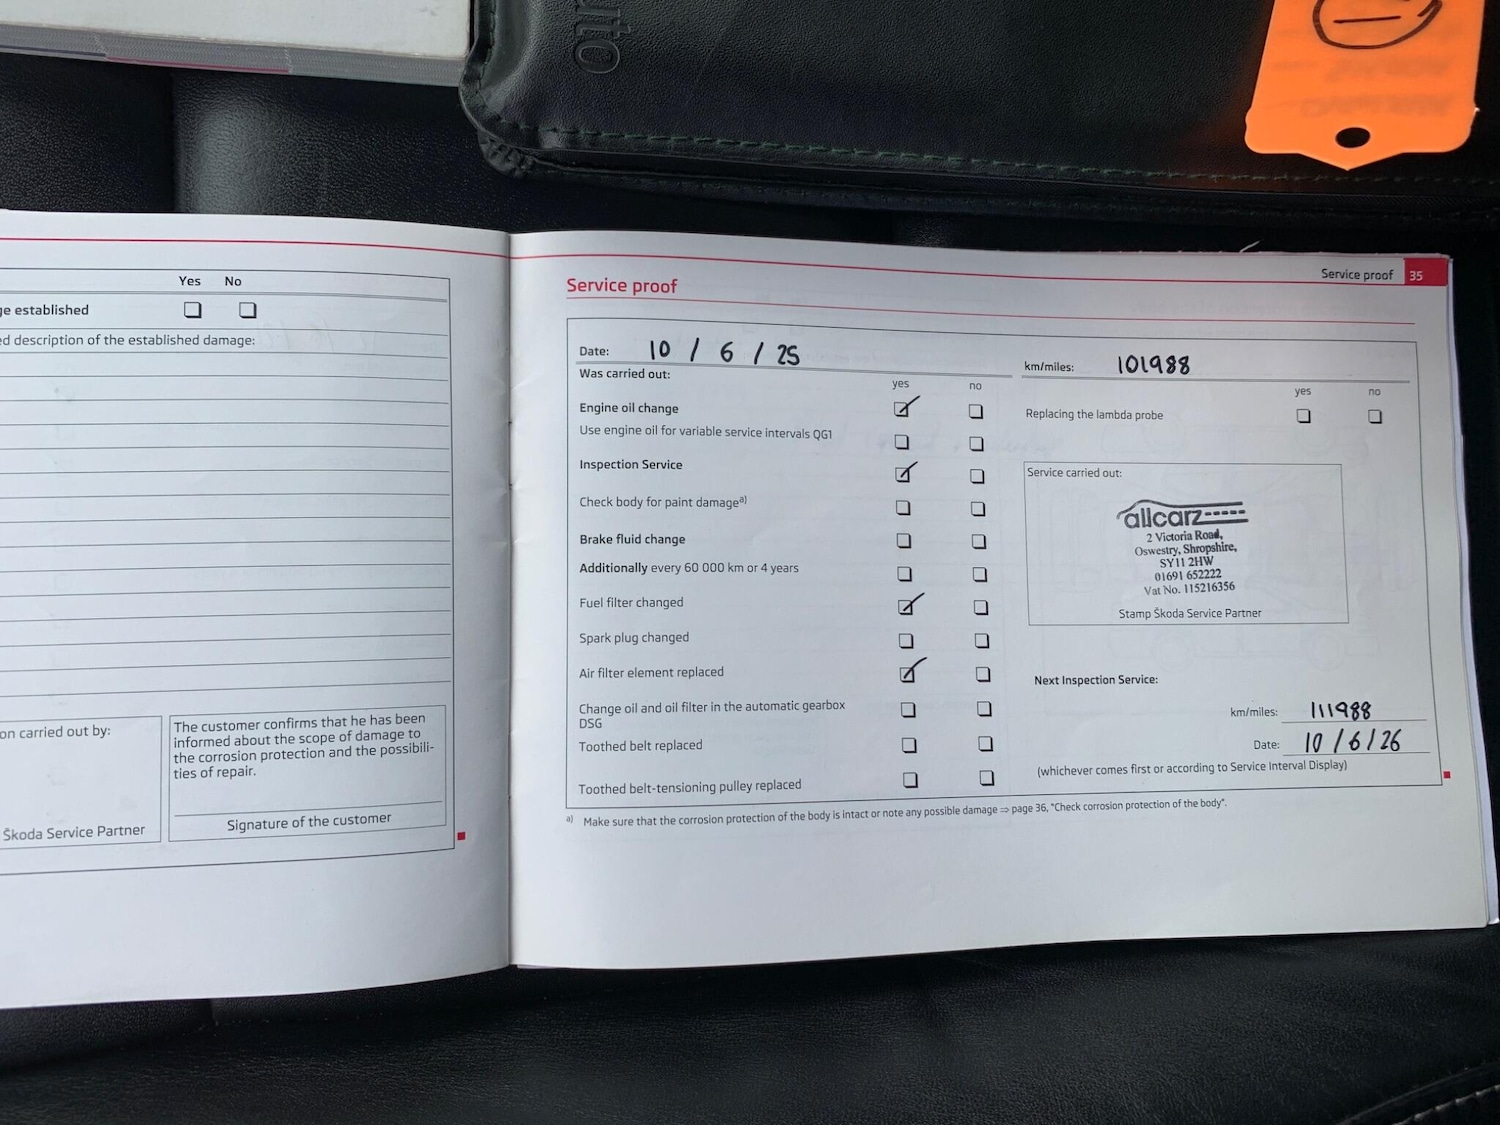 uto
Yes No
ge established
ed description of the established damage:
on carried out by:
Škoda Service Partner
The customer confirms that he has been
informed about the scope of damage to
the corrosion protection and the possibili-
ties of repair.
Signature of the customer
Service proof 35
Service proof
Date: 10 / 6 / 25
Was carried out:
yes no
Engine oil change
Use engine oil for variable service intervals QG1
Inspection Service
Check body for paint damage a)
Brake fluid change
Additionally every 60 000 km or 4 years
Fuel filter changed
Spark plug changed
Air filter element replaced
Change oil and oil filter in the automatic gearbox
DSG
Toothed belt replaced
Toothed belt-tensioning pulley replaced
km/miles: 101988
yes no
Replacing the lambda probe
Service carried out:
allcarz
2 Victoria Road,
Oswestry, Shropshire,
SY11 2HW
01691 652222
Vat No. 115216356
Stamp Škoda Service Partner
Next Inspection Service:
km/miles: 111988
Date: 10 / 6 / 26
(whichever comes first or according to Service Interval Display)
a) Make sure that the corrosion protection of the body is intact or note any possible damage ⇒ page 36, "Check corrosion protection of the body".